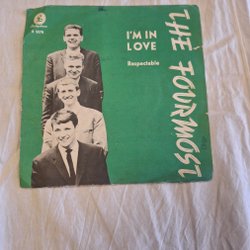 I'M IN
LOVE
Respectable
THE FOURMOST